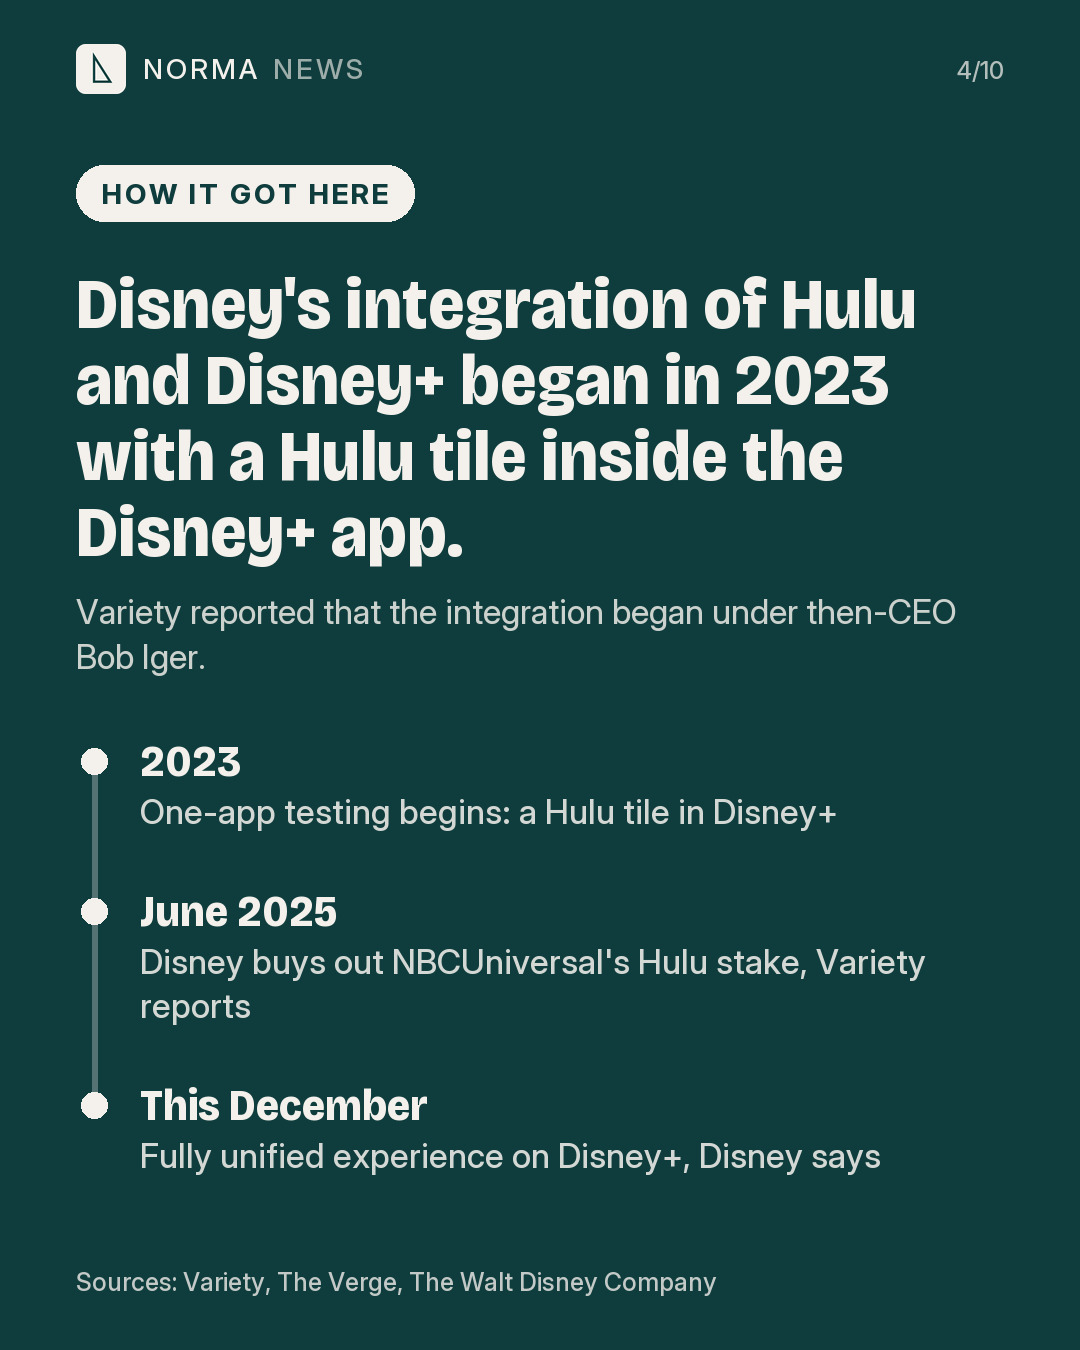 NORMA NEWS
4/10
HOW IT GOT HERE
Disney's integration of Hulu
and Disney+ began in 2023
with a Hulu tile inside the
Disney+ app.
Variety reported that the integration began under then-CEO
Bob Iger.
2023
One-app testing begins: a Hulu tile in Disney+
June 2025
Disney buys out NBCUniversal's Hulu stake, Variety
reports
This December
Fully unified experience on Disney+, Disney says
Sources: Variety, The Verge, The Walt Disney Company